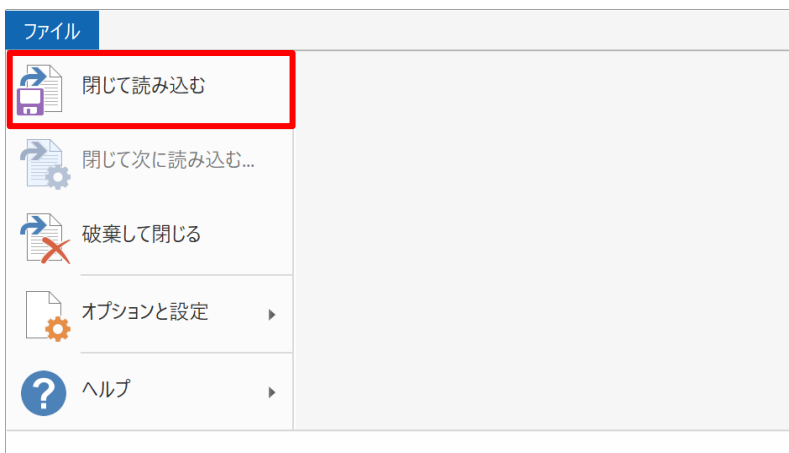 ファイル
閉じて読み込む
閉じて次に読み込む...
破棄して閉じる
オプションと設定
ヘルプ